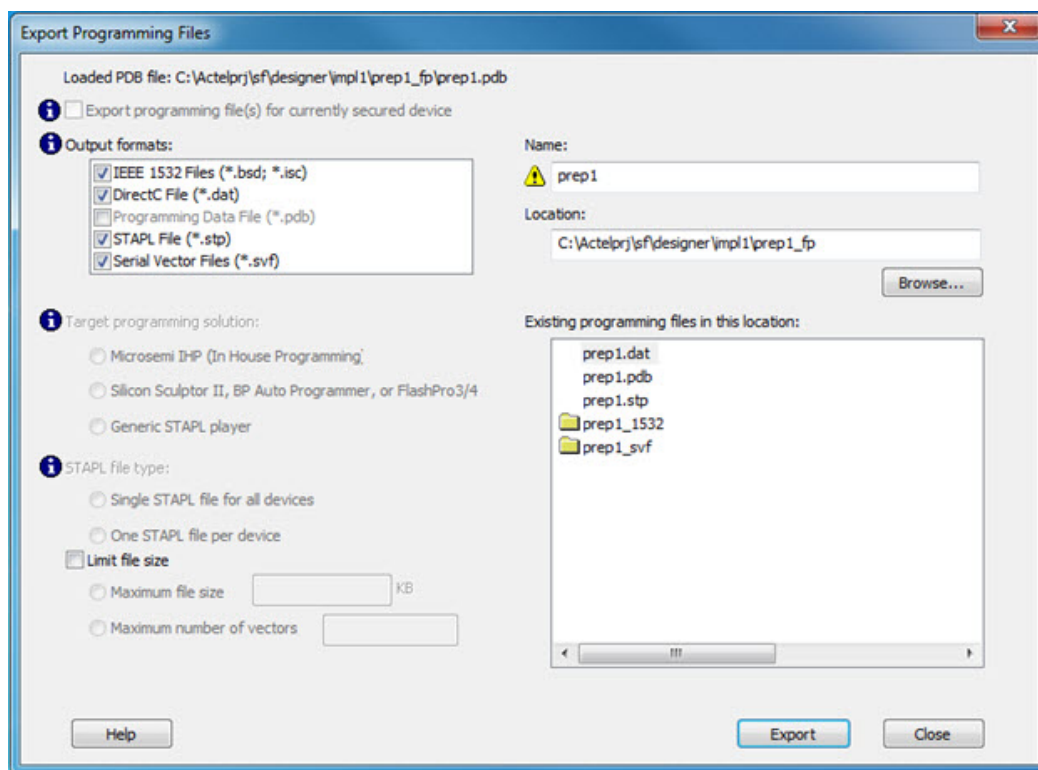 Export Programming Files
Loaded PDB file: C:\Actelprj\sf\designer\impl1\prep1_fp\prep1.pdb
Export programming file(s) for currently secured device
Output formats:
IEEE 1532 Files (*.bsd; *.isc)
DirectC File (*.dat)
Programming Data File (*.pdb)
STAPL File (*.stp)
Serial Vector Files (*.svf)
Name:
prep1
Location:
C:\Actelprj\sf\designer\impl1\prep1_fp
Browse...
Target programming solution:
Microsemi IHP (In House Programming)
Silicon Sculptor II, BP Auto Programmer, or FlashPro3/4
Generic STAPL player
STAPL file type:
Single STAPL file for all devices
One STAPL file per device
Limit file size
Maximum file size KB
Maximum number of vectors
Existing programming files in this location:
prep1.dat
prep1.pdb
prep1.stp
prep1_1532
prep1_svf
Help
Export
Close